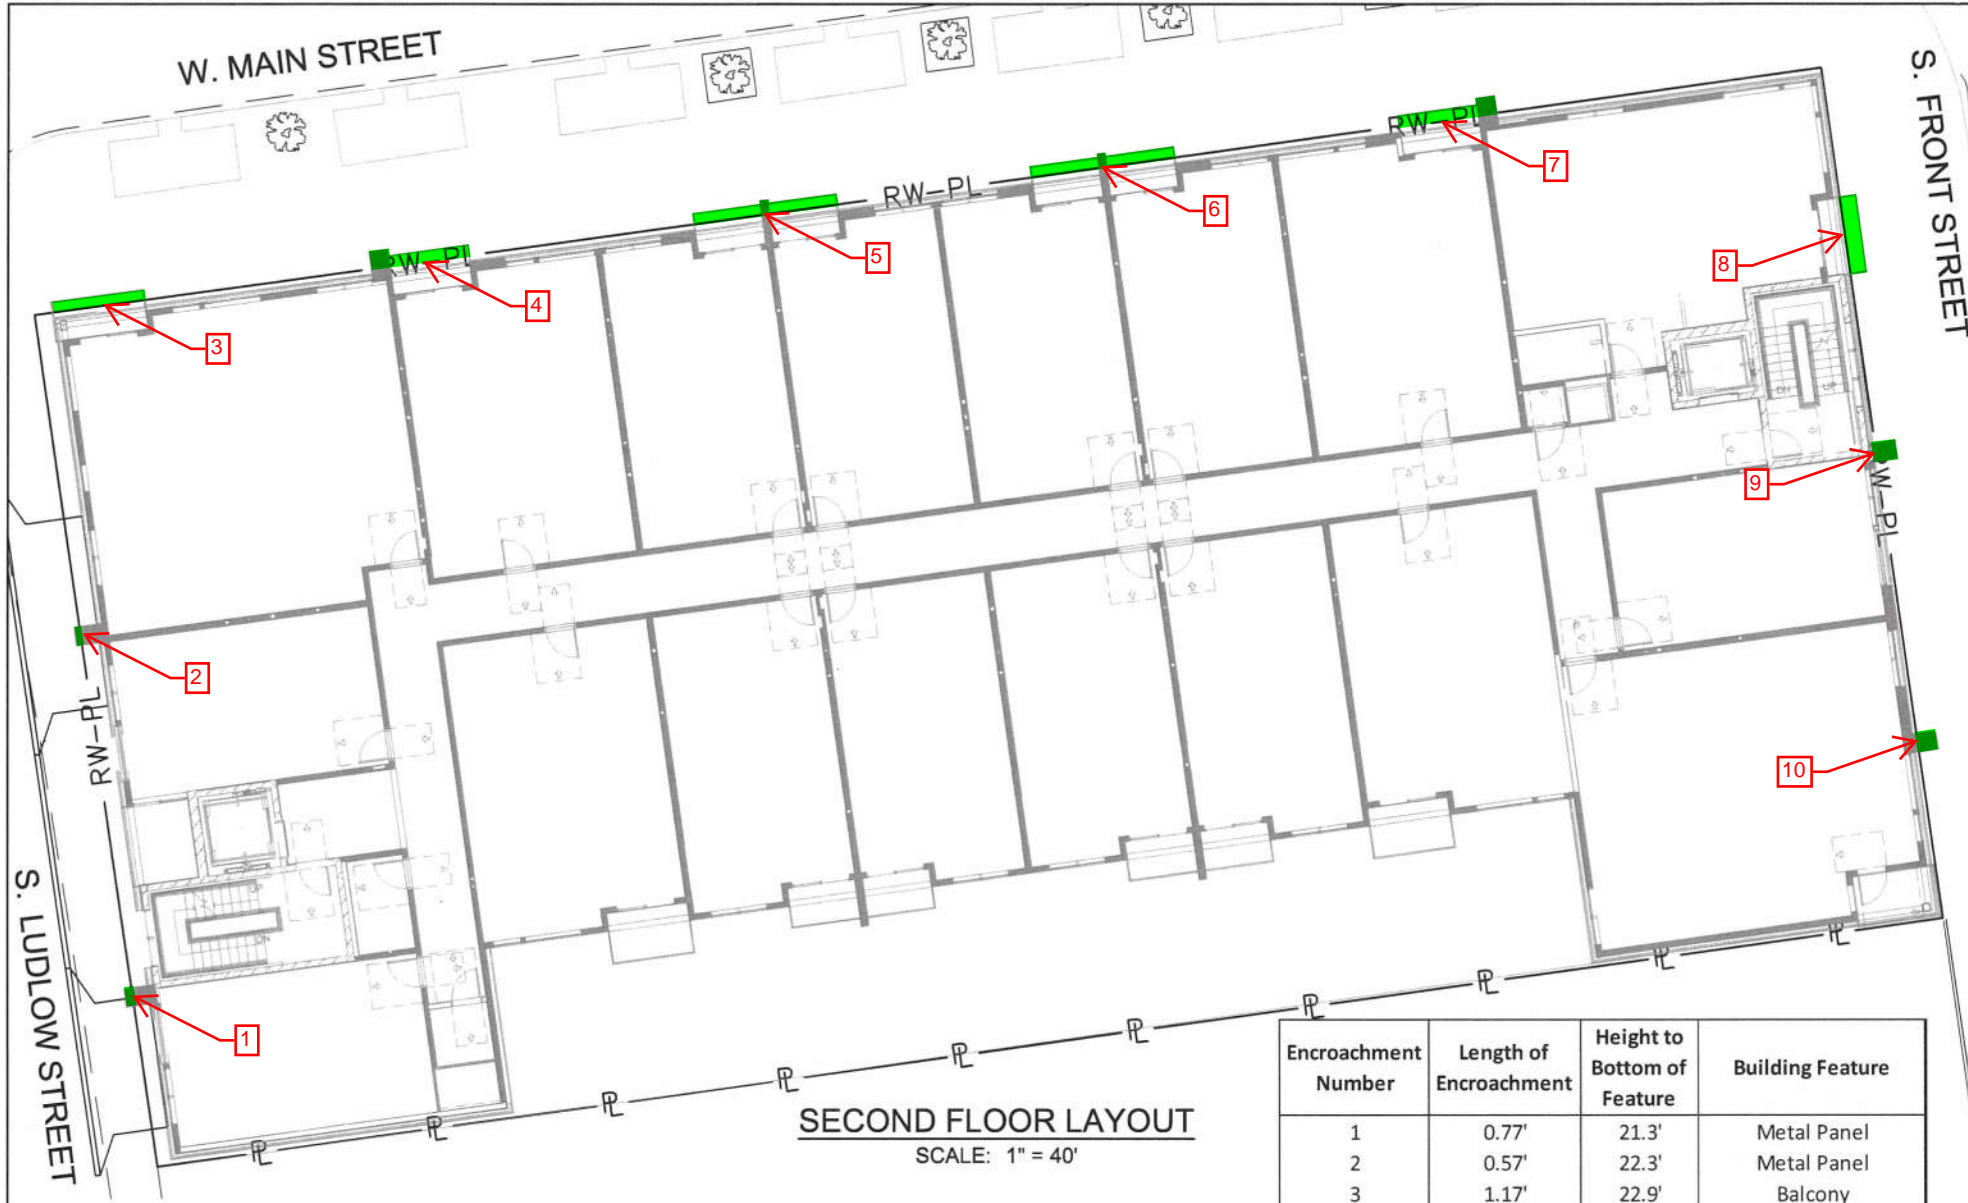 W. MAIN STREET
S. FRONT STREET
RW-PL
7
RW-PL
6
RW-PL
5
8
RW-PL
4
3
9
RW-PL
2
RW-PL
10
S. LUDLOW STREET
1
PL
PL
PL
PL
PL
PL
PL
PL
PL
PL
SECOND FLOOR LAYOUT
SCALE: 1" = 40'
Encroachment Number
Length of Encroachment
Height to Bottom of Feature
Building Feature
1 0.77' 21.3' Metal Panel
2 0.57' 22.3' Metal Panel
3 1.17' 22.9' Balcony